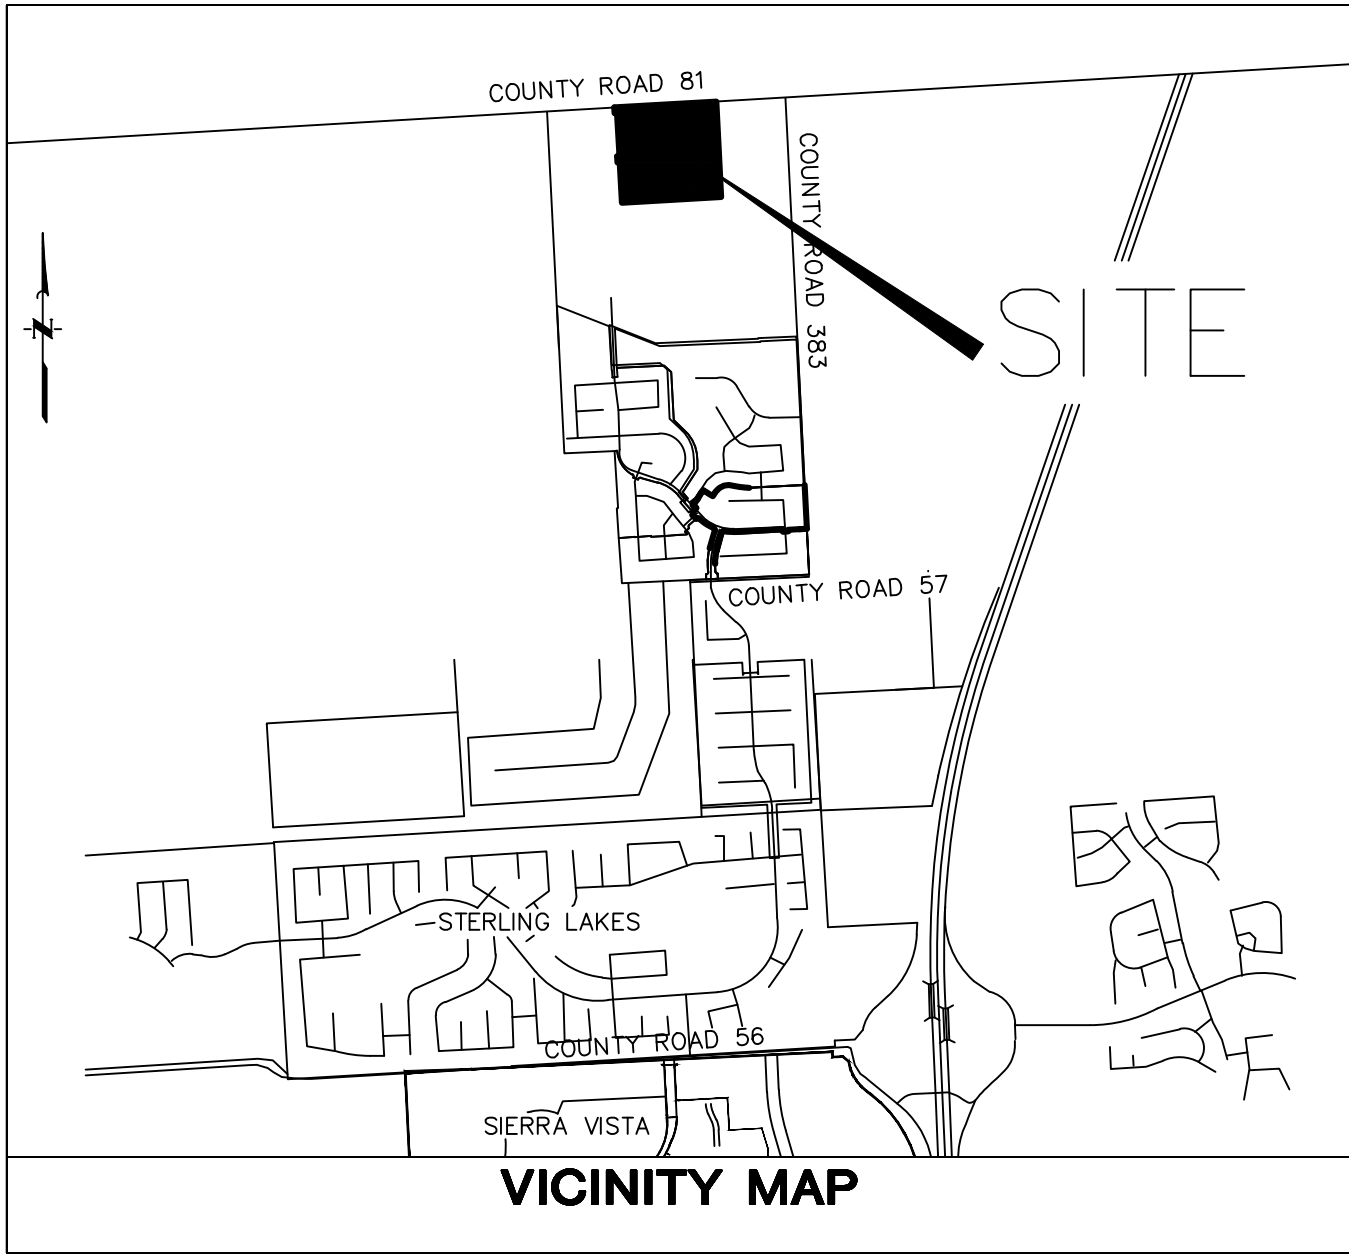 COUNTY ROAD 81
COUNTY ROAD 383
SITE
N
COUNTY ROAD 57
STERLING LAKES
COUNTY ROAD 56
SIERRA VISTA
VICINITY MAP